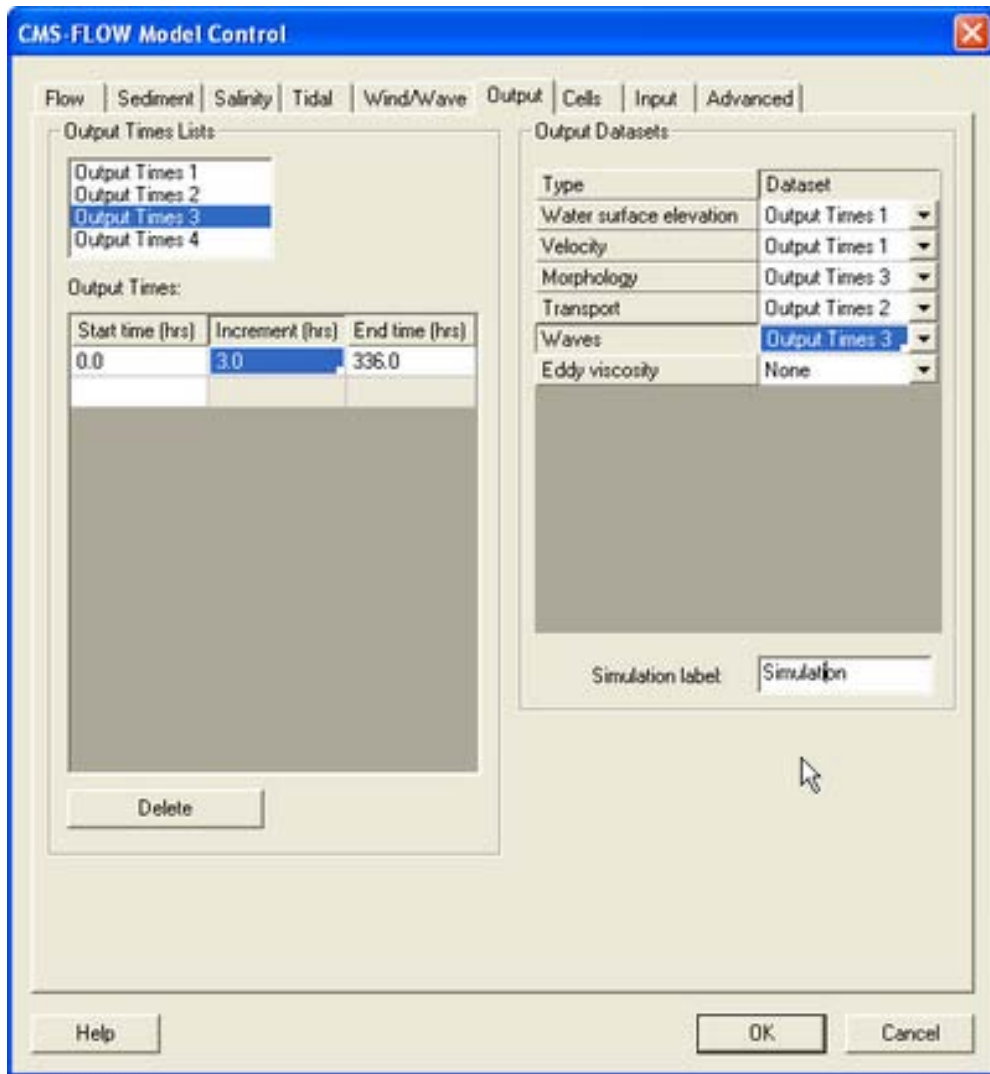 CMS-FLOW Model Control
Flow Sediment Salinity Tidal Wind/Wave Output Cells Input Advanced
Output Times Lists
Output Times 1
Output Times 2
Output Times 3
Output Times 4
Output Times:
Start time (hrs) Increment (hrs) End time (hrs)
0.0 3.0 336.0
Delete
Output Datasets
Type Dataset
Water surface elevation Output Times 1
Velocity Output Times 1
Morphology Output Times 3
Transport Output Times 2
Waves Output Times 3
Eddy viscosity None
Simulation label: Simulation
Help OK Cancel